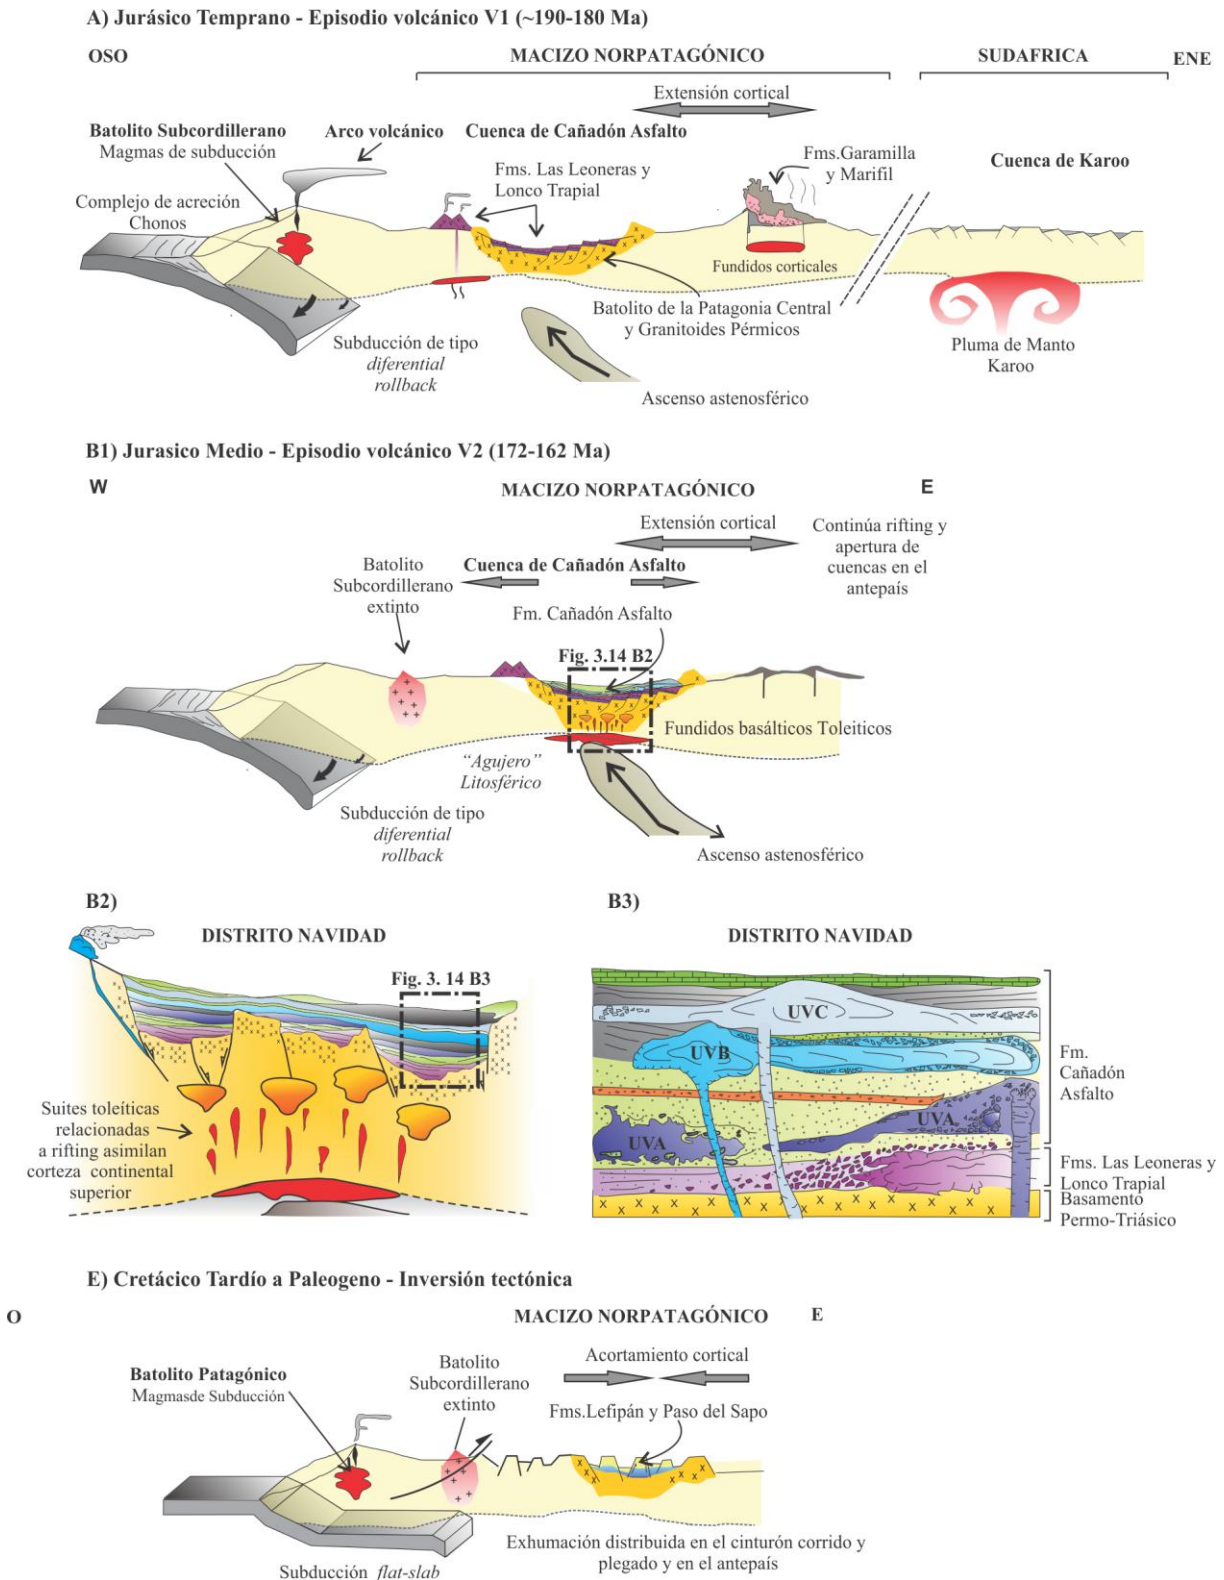 A) Jurásico Temprano - Episodio volcánico V1 (~190-180 Ma)
OSO
MACIZO NORPATAGÓNICO
SUDAFRICA
ENE
Extensión cortical
Batolito Subcordillerano
Magmas de subducción
Arco volcánico
Cuenca de Cañadón Asfalto
Fms. Las Leoneras y
Lonco Trapial
Fms.Garamilla
y Marifil
Cuenca de Karoo
Complejo de acreción
Chonos
Fundidos corticales
Batolito de la Patagonia Central
y Granitoides Pérmicos
Subducción de tipo
diferential
rollback
Pluma de Manto
Karoo
Ascenso astenosférico
B1) Jurasico Medio - Episodio volcánico V2 (172-162 Ma)
W
MACIZO NORPATAGÓNICO
E
Extensión cortical
Continúa rifting y
apertura de
cuencas en el
antepaís
Batolito
Subcordillerano
extinto
Cuenca de Cañadón Asfalto
Fm. Cañadón Asfalto
Fig. 3.14 B2
Fundidos basálticos Toleiticos
“Agujero”
Litosférico
Subducción de tipo
diferential
rollback
Ascenso astenosférico
B2)
DISTRITO NAVIDAD
Fig. 3. 14 B3
Suites toleíticas
relacionadas
a rifting asimilan
corteza continental
superior
B3)
DISTRITO NAVIDAD
UVC
UVB
UVA
UVA
Fm.
Cañadón
Asfalto
Fms. Las Leoneras y
Lonco Trapial
Basamento
Permo-Triásico
E) Cretácico Tardío a Paleogeno - Inversión tectónica
O
MACIZO NORPATAGÓNICO
E
Acortamiento cortical
Batolito Patagónico
Magmasde Subducción
Batolito
Subcordillerano
extinto
Fms.Lefipán y Paso del Sapo
Exhumación distribuida en el cinturón corrido y
plegado y en el antepaís
Subducción flat-slab